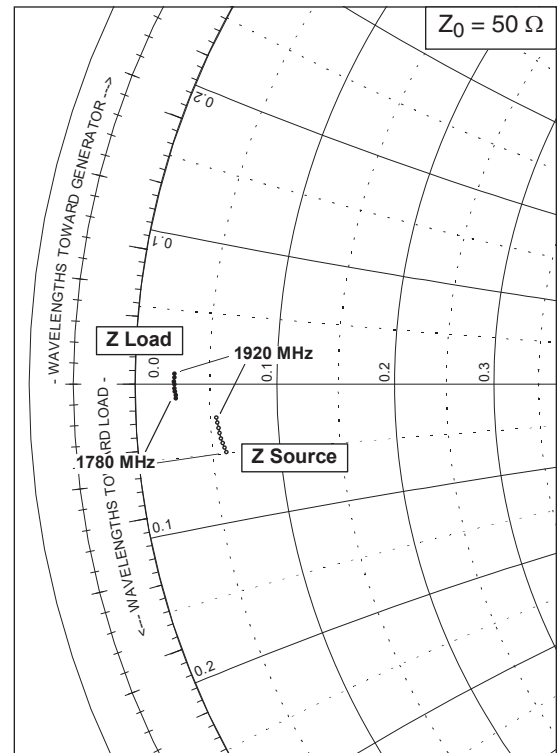 Z0 = 50 Ω
0.2
- WAVELENGTHS TOWARD GENERATOR --->
0.1
Z Load
0.0
1920 MHz
0.1
0.2
0.3
<--- WAVELENGTHS TOWARD LOAD -
1780 MHz
Z Source
0.1
0.2